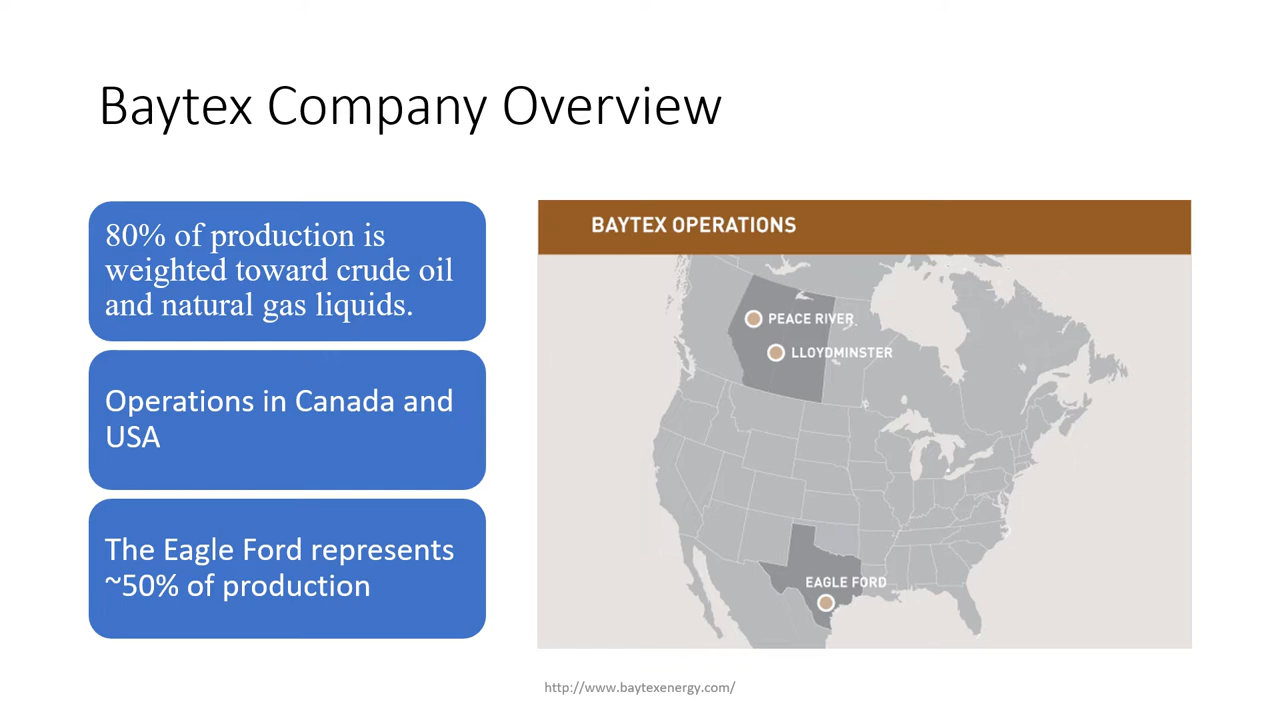 Baytex Company Overview
80% of production is
weighted toward crude oil
and natural gas liquids.
Operations in Canada and
USA
The Eagle Ford represents
~50% of production
BAYTEX OPERATIONS
PEACE RIVER
LLOYDMINSTER
EAGLE FORD
http://www.baytexenergy.com/